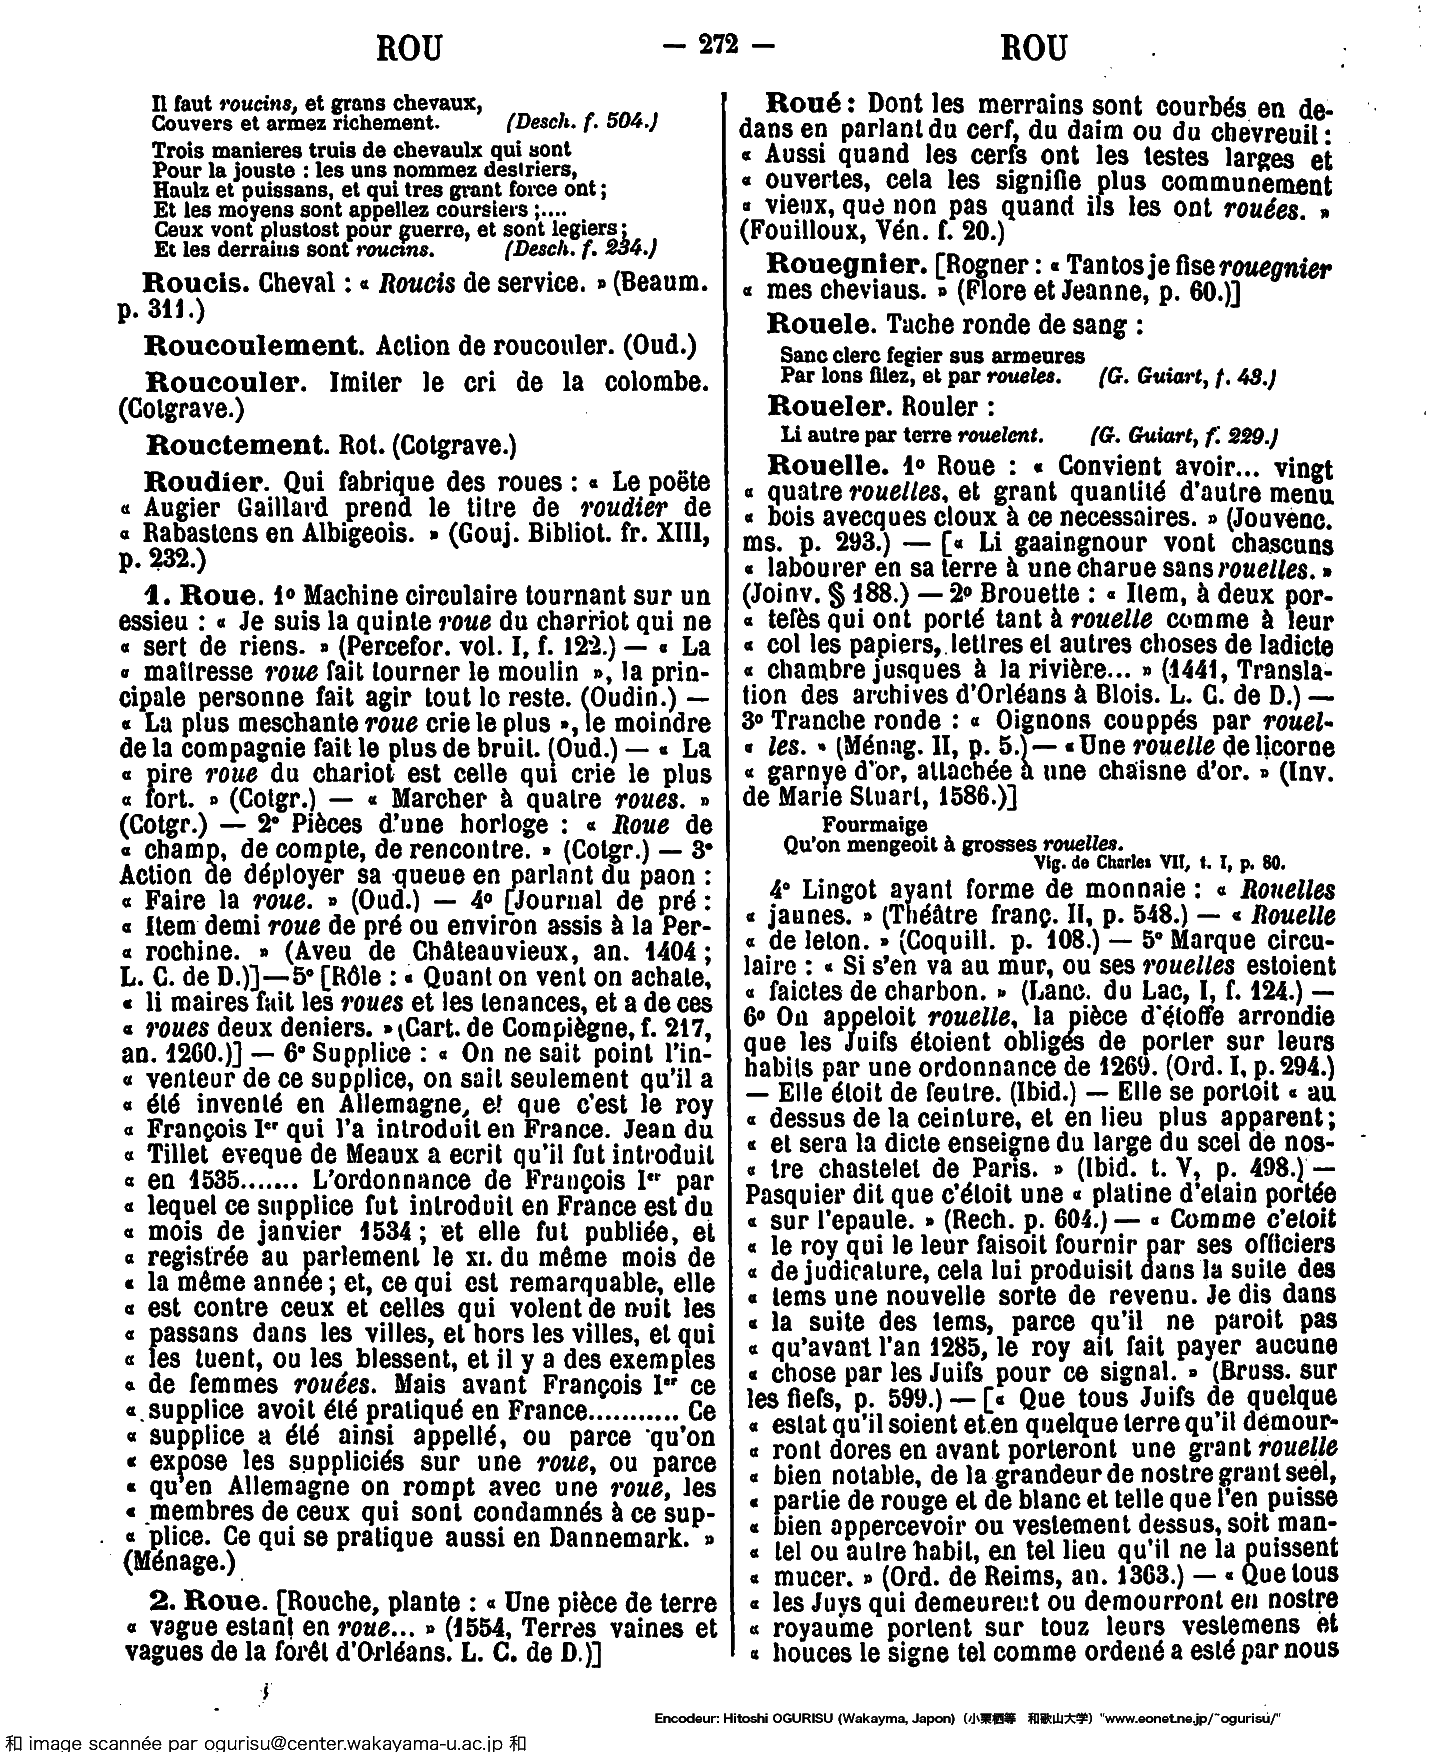 ROU
— 272 —
ROU
Il faut roucins, et grans chevaux,
Couvers et armez richement. (Desch. f. 504.)
Trois manieres truis de chevaulx qui sont
Pour la jouste : les uns nommez destriers,
Haulz et puissans, et qui tres grant force ont ;
Et les moyens sont appellez coursiers ;....
Ceux vont plustost pour guerre, et sont legiers ;
Et les derrains sont roucins. (Desch. f. 234.)
Roucis. Cheval : « Roucis de service. » (Beaum.
p. 311.)
Roucoulement. Action de roucouler. (Oud.)
Roucouler. Imiter le cri de la colombe.
(Cotgrave.)
Rouctement. Rot. (Cotgrave.)
Roudier. Qui fabrique des roues : « Le poëte
« Augier Gaillard prend le titre de roudier de
« Rabastens en Albigeois. » (Gouj. Bibliot. fr. XIII,
p. 232.)
1. Roue. 1º Machine circulaire tournant sur un
essieu : « Je suis la quinte roue du charriot qui ne
« sert de riens. » (Percefor. vol. I, f. 122.) — « La
« maîtresse roue fait tourner le moulin », la prin-
cipale personne fait agir tout le reste. (Oudin.) —
« La plus meschante roue crie le plus », le moindre
de la compagnie fait le plus de bruit. (Oud.) — « La
« pire roue du chariot est celle qui crie le plus
« fort. » (Cotgr.) — « Marcher à quatre roues. »
(Cotgr.) — 2º Pièces d'une horloge : « Roue de
« champ, de compte, de rencontre. » (Cotgr.) — 3º
Action de déployer sa queue en parlant du paon :
« Faire la roue. » (Oud.) — 4º [Journal de pré :
« Item demi roue de pré ou environ assis à la Per-
« rochine. » (Aveu de Châteauvieux, an. 1404 ;
L. C. de D.)] — 5º [Rôle : « Quant on vent on achate,
« li maires fait les roues et les tenances, et a de ces
« roues deux deniers. » (Cart. de Compiègne, f. 217,
an. 1260.)] — 6º Supplice : « On ne sait point l'in-
« venteur de ce supplice, on sait seulement qu'il a
« été inventé en Allemagne, et que c'est le roy
« François Ier qui l'a introduit en France. Jean du
« Tillet eveque de Meaux a ecrit qu'il fut introduit
« en 1535....... L'ordonnance de François Ier par
« lequel ce supplice fut introduit en France est du
« mois de janvier 1534 ; et elle fut publiée, et
« registrée au parlement le XI. du même mois de
« la même année ; et, ce qui est remarquable, elle
« est contre ceux et celles qui volent de nuit les
« passans dans les villes, et hors les villes, et qui
« les tuent, ou les blessent, et il y a des exemples
« de femmes rouées. Mais avant François Ier ce
« supplice avoit été pratiqué en France........... Ce
« supplice a été ainsi appellé, ou parce qu'on
« expose les suppliciés sur une roue, ou parce
« qu'en Allemagne on rompt avec une roue, les
« membres de ceux qui sont condamnés à ce sup-
« plice. Ce qui se pratique aussi en Dannemark. »
(Ménage.)
2. Roue. [Rouche, plante : « Une pièce de terre
« vague estant en roue... » (1554, Terres vaines et
vagues de la forêt d'Orléans. L. C. de D.)]
Roué : Dont les merrains sont courbés en de-
dans en parlant du cerf, du daim ou du chevreuil :
« Aussi quand les cerfs ont les testes larges et
« ouvertes, cela les signifie plus communement
« vieux, que non pas quand ils les ont rouées. »
(Fouilloux, Vén. f. 20.)
Rouegnier. [Rogner : « Tantos je fise rouegnier
« mes cheviaus. » (Flore et Jeanne, p. 60.)]
Rouele. Tache ronde de sang :
Sanc clerc fegier sus armeures
Par lons filez, et par roueles. (G. Guiart, f. 43.)
Roueler. Rouler :
Li autre par terre rouelent. (G. Guiart, f. 229.)
Rouelle. 1º Roue : « Convient avoir... vingt
« quatre rouelles, et grant quantité d'autre menu
« bois avecques cloux à ce necessaires. » (Jouvenc.
ms. p. 293.) — [« Li gaaingnour vont chascuns
« labourer en sa terre à une charue sans rouelles. »
(Joinv. § 188.) — 2º Brouette : « Item, à deux por-
« tefès qui ont porté tant à rouelle comme à leur
« col les papiers, lettres et autres choses de ladicte
« chambre jusques à la rivière... » (1441, Transla-
tion des archives d'Orléans à Blois. L. C. de D.) —
3º Tranche ronde : « Oignons couppés par rouel-
« les. » (Ménag. II, p. 5.) — « Une rouelle de licorne
« garnye d'or, attachée à une chaisne d'or. » (Inv.
de Marie Stuart, 1586.)]
Fourmaige
Qu'on mengeoit à grosses rouelles.
Vig. de Charles VII, t. I, p. 80.
4º Lingot ayant forme de monnaie : « Rouelles
« jaunes. » (Théâtre franç. II, p. 548.) — « Rouelle
« de leton. » (Coquill. p. 108.) — 5º Marque circu-
laire : « Si s'en va au mur, ou ses rouelles estoient
« faictes de charbon. » (Lanc. du Lac, I, f. 124.) —
6º On appeloit rouelle, la pièce d'étoffe arrondie
que les Juifs étoient obligés de porter sur leurs
habits par une ordonnance de 1269. (Ord. I, p. 294.)
— Elle étoit de feutre. (Ibid.) — Elle se portoit « au
« dessus de la ceinture, et en lieu plus apparent ;
« et sera la dicte enseigne du large du scel de nos-
« tre chastelet de Paris. » (Ibid. t. V, p. 498.) —
Pasquier dit que c'étoit une « platine d'etain portée
« sur l'epaule. » (Rech. p. 604.) — « Comme c'etoit
« le roy qui le leur faisoit fournir par ses officiers
« de judicature, cela lui produisit dans la suite des
« tems une nouvelle sorte de revenu. Je dis dans
« la suite des tems, parce qu'il ne paroit pas
« qu'avant l'an 1285, le roy ait fait payer aucune
« chose par les Juifs pour ce signal. » (Bruss. sur
les fiefs, p. 599.) — [« Que tous Juifs de quelque
« estat qu'il soient et en quelque terre qu'il demour-
« ront dores en avant porteront une grant rouelle
« bien notable, de la grandeur de nostre grant seel,
« partie de rouge et de blanc et telle que l'en puisse
« bien appercevoir ou vestement dessus, soit man-
« tel ou autre habit, en tel lieu qu'il ne la puissent
« mucer. » (Ord. de Reims, an. 1363.) — « Que tous
« les Juys qui demeurent ou demourront en nostre
« royaume portent sur touz leurs vestemens et
« houces le signe tel comme ordené a esté par nous
Encodeur: Hitoshi OGURISU (Wakayma, Japon) (小栗栖等 和歌山大学) "www.eonet.ne.jp/~ogurisu/"
和 image scannée par ogurisu@center.wakayama-u.ac.jp 和